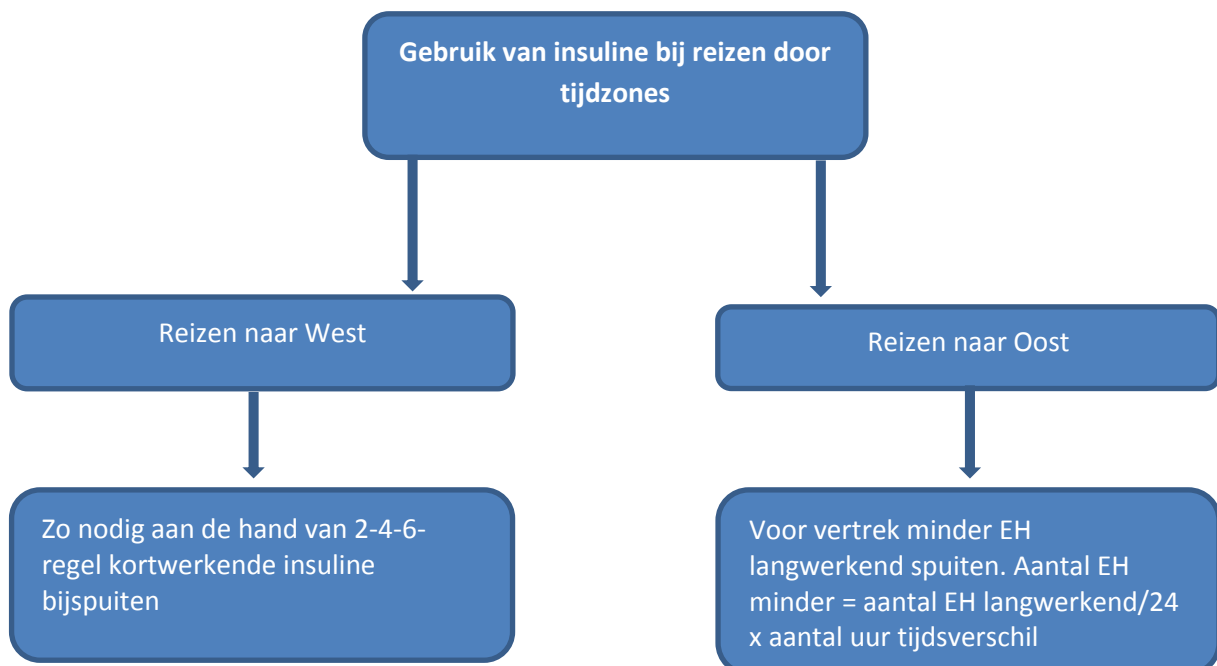 Gebruik van insuline bij reizen door
tijdzones
Reizen naar West
Reizen naar Oost
Zo nodig aan de hand van 2-4-6-
regel kortwerkende insuline
bijspuiten
Voor vertrek minder EH
langwerkend spuiten. Aantal EH
minder = aantal EH langwerkend/24
x aantal uur tijdsverschil